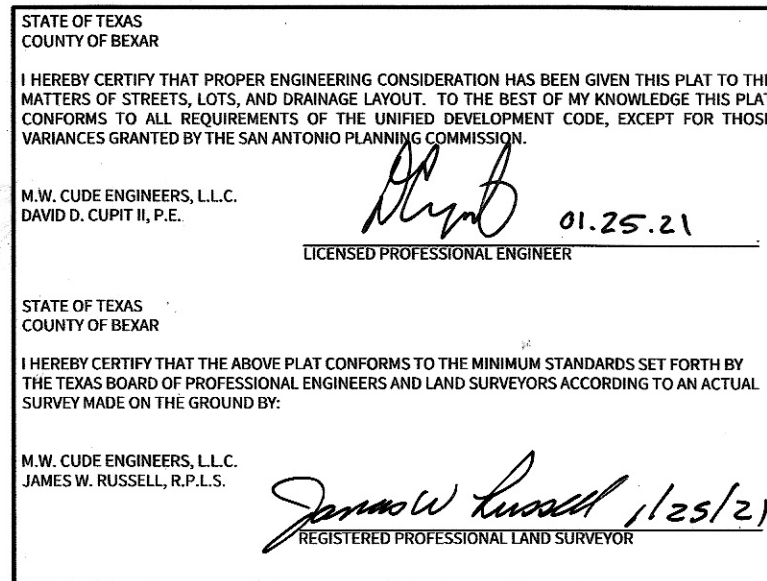 STATE OF TEXAS
COUNTY OF BEXAR
I HEREBY CERTIFY THAT PROPER ENGINEERING CONSIDERATION HAS BEEN GIVEN THIS PLAT TO THE
MATTERS OF STREETS, LOTS, AND DRAINAGE LAYOUT. TO THE BEST OF MY KNOWLEDGE THIS PLAT
CONFORMS TO ALL REQUIREMENTS OF THE UNIFIED DEVELOPMENT CODE, EXCEPT FOR THOSE
VARIANCES GRANTED BY THE SAN ANTONIO PLANNING COMMISSION.
M.W. CUDE ENGINEERS, L.L.C.
DAVID D. CUPIT II, P.E.
01.25.21
LICENSED PROFESSIONAL ENGINEER
STATE OF TEXAS
COUNTY OF BEXAR
I HEREBY CERTIFY THAT THE ABOVE PLAT CONFORMS TO THE MINIMUM STANDARDS SET FORTH BY
THE TEXAS BOARD OF PROFESSIONAL ENGINEERS AND LAND SURVEYORS ACCORDING TO AN ACTUAL
SURVEY MADE ON THE GROUND BY:
M.W. CUDE ENGINEERS, L.L.C.
JAMES W. RUSSELL, R.P.L.S.
James W Russell 1/25/21
REGISTERED PROFESSIONAL LAND SURVEYOR